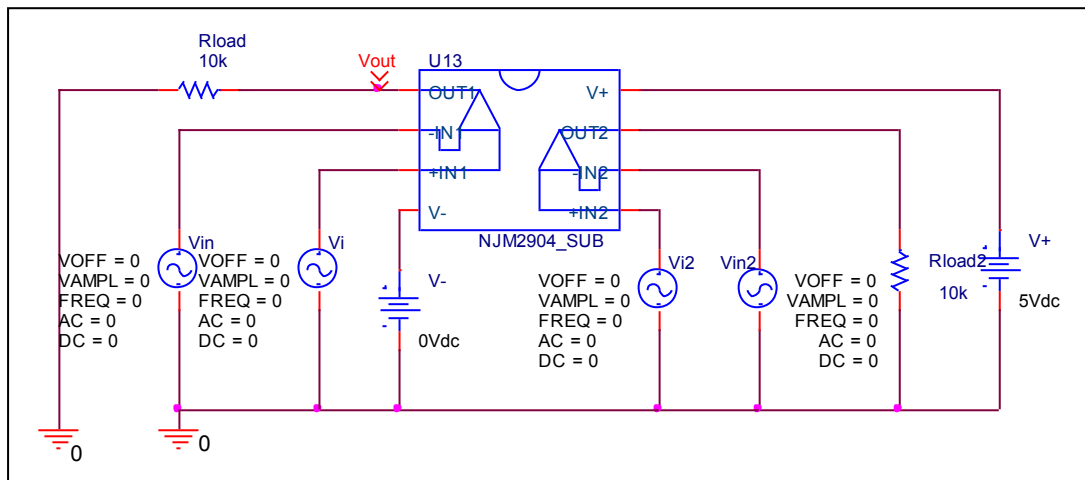 Rload
10k
Vout
U13
OUT1
-IN1
+IN1
V-
V+
OUT2
-IN2
+IN2
NJM2904_SUB
Vin
VOFF = 0
VAMPL = 0
FREQ = 0
AC = 0
DC = 0
Vi
VOFF = 0
VAMPL = 0
FREQ = 0
AC = 0
DC = 0
V-
0Vdc
Vi2
VOFF = 0
VAMPL = 0
FREQ = 0
AC = 0
DC = 0
Vin2
VOFF = 0
VAMPL = 0
FREQ = 0
AC = 0
DC = 0
Rload2
10k
V+
5Vdc
0
0